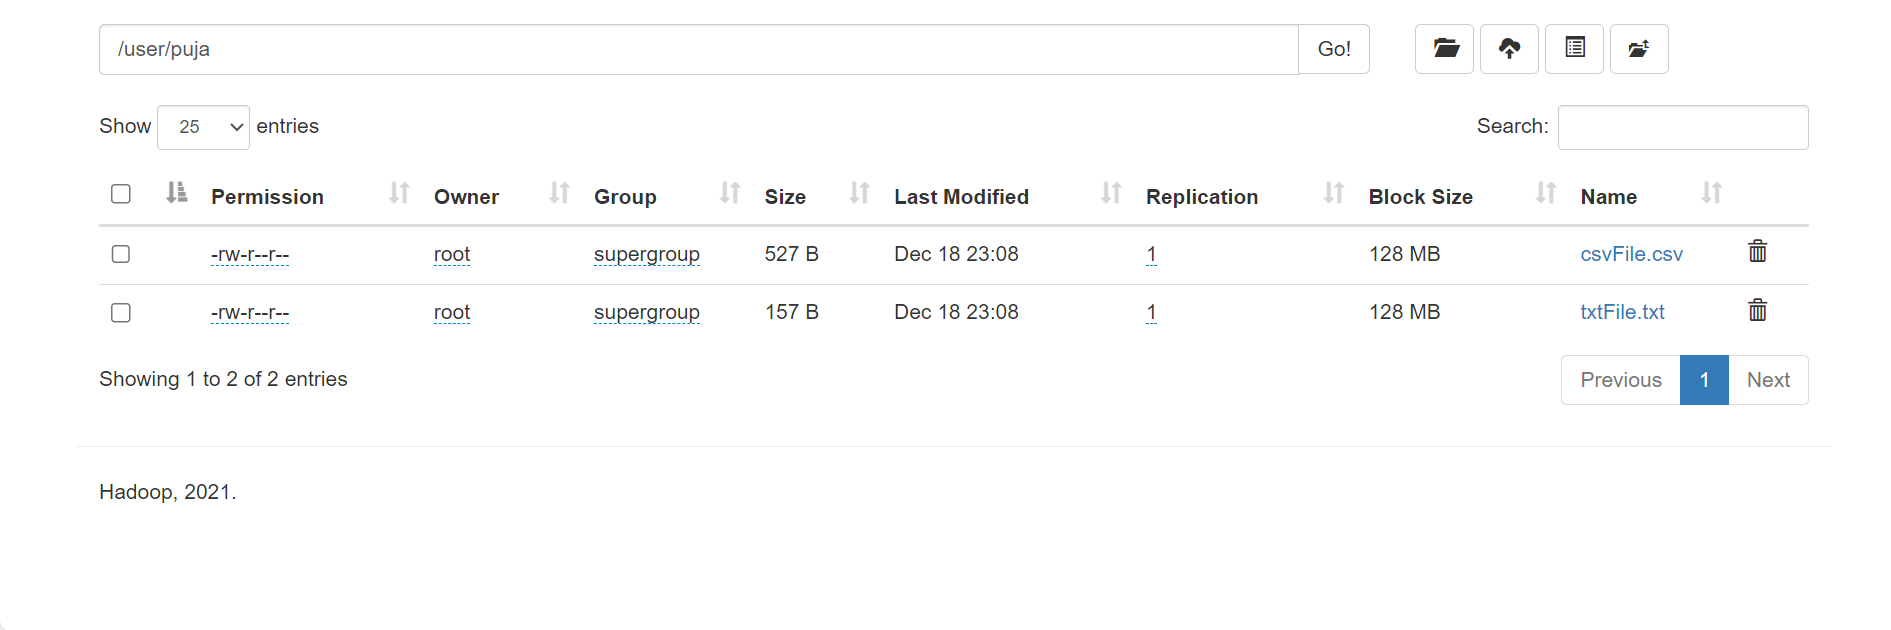 /user/puja Go!
Show 25 entries Search:
Permission Owner Group Size Last Modified Replication Block Size Name
-rw-r--r-- root supergroup 527 B Dec 18 23:08 1 128 MB csvFile.csv
-rw-r--r-- root supergroup 157 B Dec 18 23:08 1 128 MB txtFile.txt
Showing 1 to 2 of 2 entries Previous 1 Next
Hadoop, 2021.